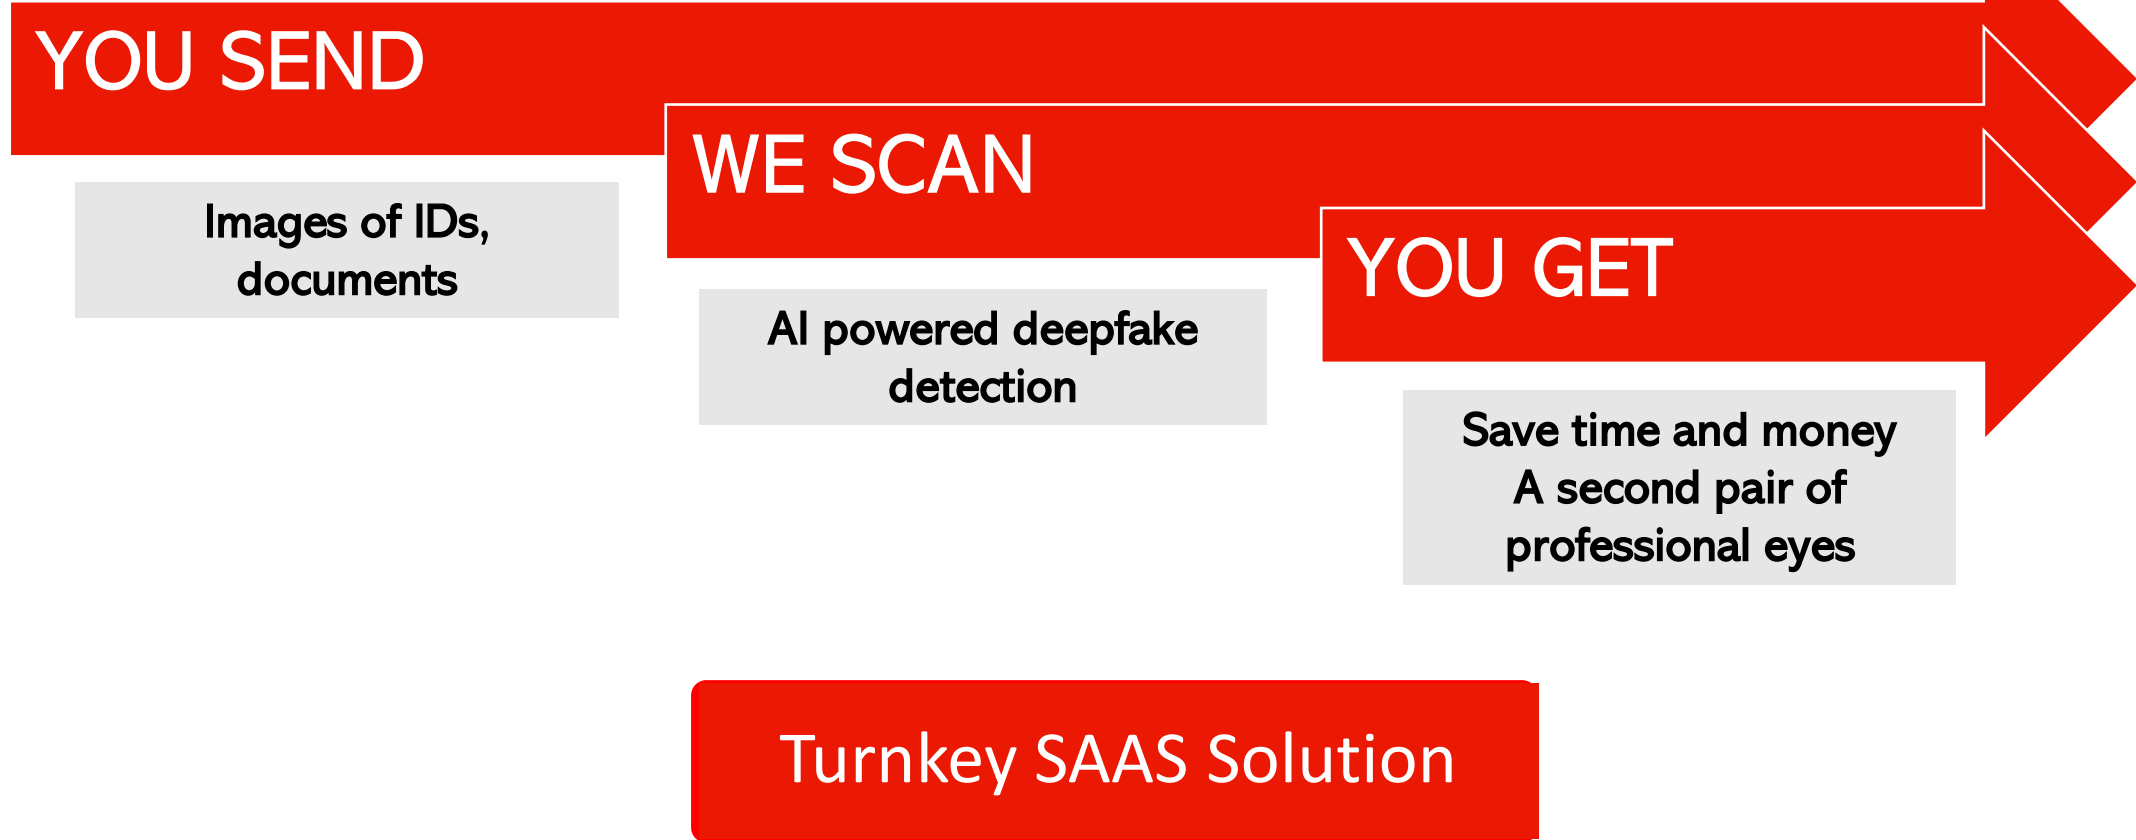 YOU SEND
Images of IDs,
documents
WE SCAN
AI powered deepfake
detection
YOU GET
Save time and money
A second pair of
professional eyes
Turnkey SAAS Solution